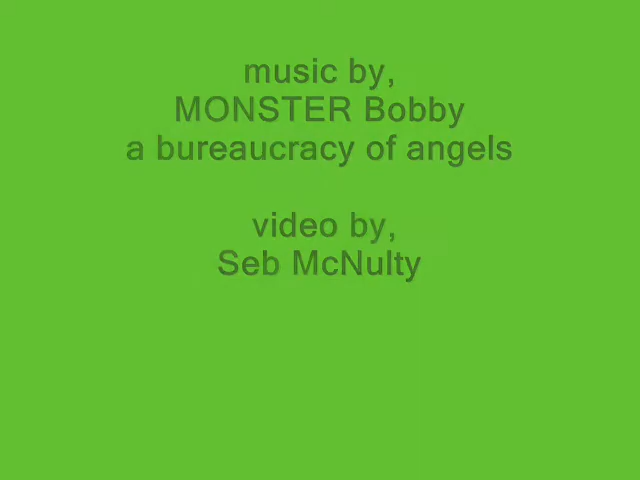 music by,
MONSTER Bobby
a bureaucracy of angels
video by,
Seb McNulty